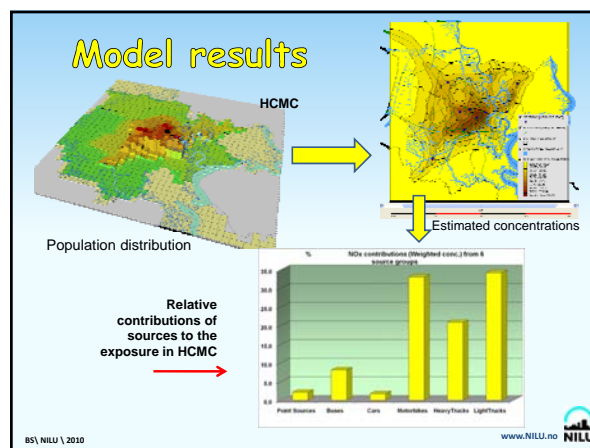 Model results
HCMC
Population distribution
Estimated concentrations
% NOx contributions (Weighted conc.) from 6
source groups
35.0
30.0
25.0
20.0
15.0
10.0
5.0
0.0
Point Sources Buses Cars Motorbikes HeavyTrucks LightTrucks
Relative
contributions of
sources to the
exposure in HCMC
BS\ NILU \ 2010
www.NILU.no
NILU